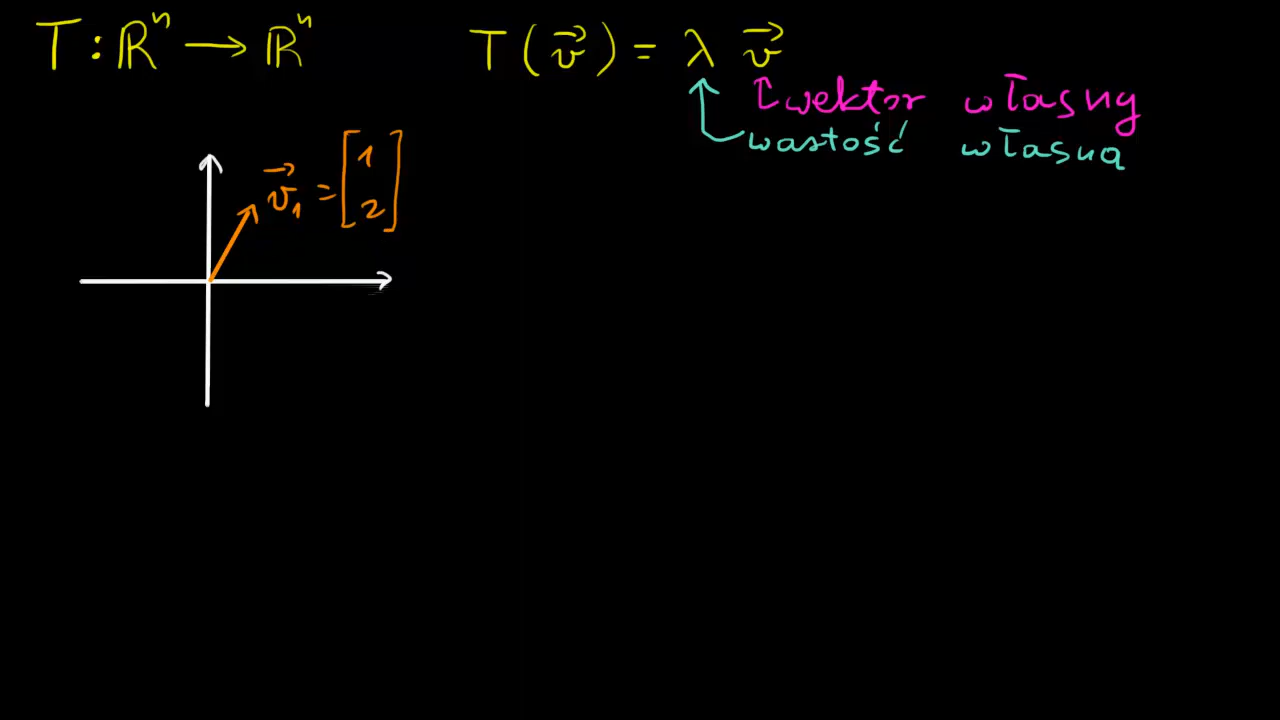 T : ℝⁿ → ℝⁿ T(v⃗) = λ v⃗
wektor własny
wastość własna
v⃗₁ = [1
2]